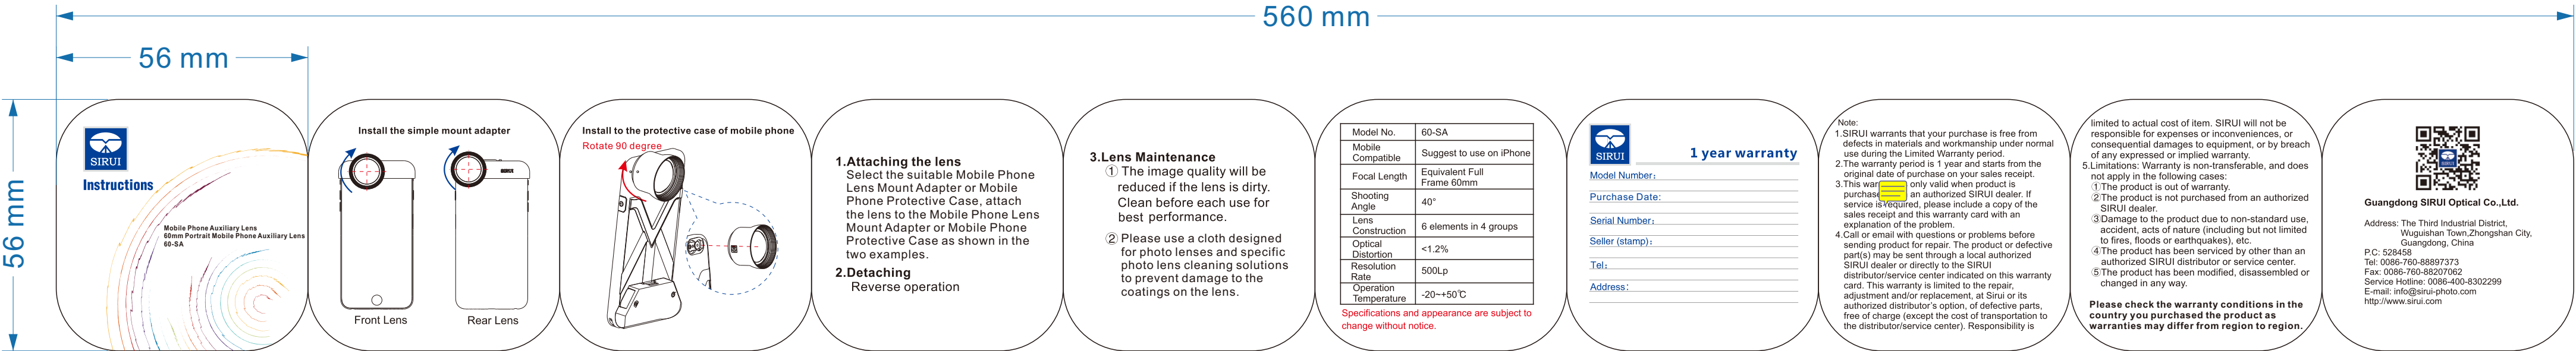 560 mm
56 mm
56 mm
SIRUI
Instructions
Mobile Phone Auxiliary Lens
60mm Portrait Mobile Phone Auxiliary Lens
60-SA
Install the simple mount adapter
SIRUI
Front Lens
Rear Lens
Install to the protective case of mobile phone
Rotate 90 degree
1.Attaching the lens
Select the suitable Mobile Phone
Lens Mount Adapter or Mobile
Phone Protective Case, attach
the lens to the Mobile Phone Lens
Mount Adapter or Mobile Phone
Protective Case as shown in the
two examples.
2.Detaching
Reverse operation
3.Lens Maintenance
① The image quality will be
reduced if the lens is dirty.
Clean before each use for
best performance.
② Please use a cloth designed
for photo lenses and specific
photo lens cleaning solutions
to prevent damage to the
coatings on the lens.
Model No. 60-SA
Mobile
Compatible Suggest to use on iPhone
Focal Length Equivalent Full
Frame 60mm
Shooting
Angle 40°
Lens
Construction 6 elements in 4 groups
Optical
Distortion <1.2%
Resolution
Rate 500Lp
Operation
Temperature -20~+50℃
Specifications and appearance are subject to
change without notice.
SIRUI
1 year warranty
Model Number：
Purchase Date:
Serial Number：
Seller (stamp)：
Tel：
Address：
Note:
1.SIRUI warrants that your purchase is free from
defects in materials and workmanship under normal
use during the Limited Warranty period.
2.The warranty period is 1 year and starts from the
original date of purchase on your sales receipt.
3.This war only valid when product is
purchase an authorized SIRUI dealer. If
service is required, please include a copy of the
sales receipt and this warranty card with an
explanation of the problem.
4.Call or email with questions or problems before
sending product for repair. The product or defective
part(s) may be sent through a local authorized
SIRUI dealer or directly to the SIRUI
distributor/service center indicated on this warranty
card. This warranty is limited to the repair,
adjustment and/or replacement, at Sirui or its
authorized distributor's option, of defective parts,
free of charge (except the cost of transportation to
the distributor/service center). Responsibility is
limited to actual cost of item. SIRUI will not be
responsible for expenses or inconveniences, or
consequential damages to equipment, or by breach
of any expressed or implied warranty.
5.Limitations: Warranty is non-transferable, and does
not apply in the following cases:
①The product is out of warranty.
②The product is not purchased from an authorized
SIRUI dealer.
③Damage to the product due to non-standard use,
accident, acts of nature (including but not limited
to fires, floods or earthquakes), etc.
④The product has been serviced by other than an
authorized SIRUI distributor or service center.
⑤The product has been modified, disassembled or
changed in any way.
Please check the warranty conditions in the
country you purchased the product as
warranties may differ from region to region.
Guangdong SIRUI Optical Co.,Ltd.
Address: The Third Industrial District,
Wuguishan Town,Zhongshan City,
Guangdong, China
P.C: 528458
Tel: 0086-760-88897373
Fax: 0086-760-88207062
Service Hotline: 0086-400-8302299
E-mail: info@sirui-photo.com
http://www.sirui.com